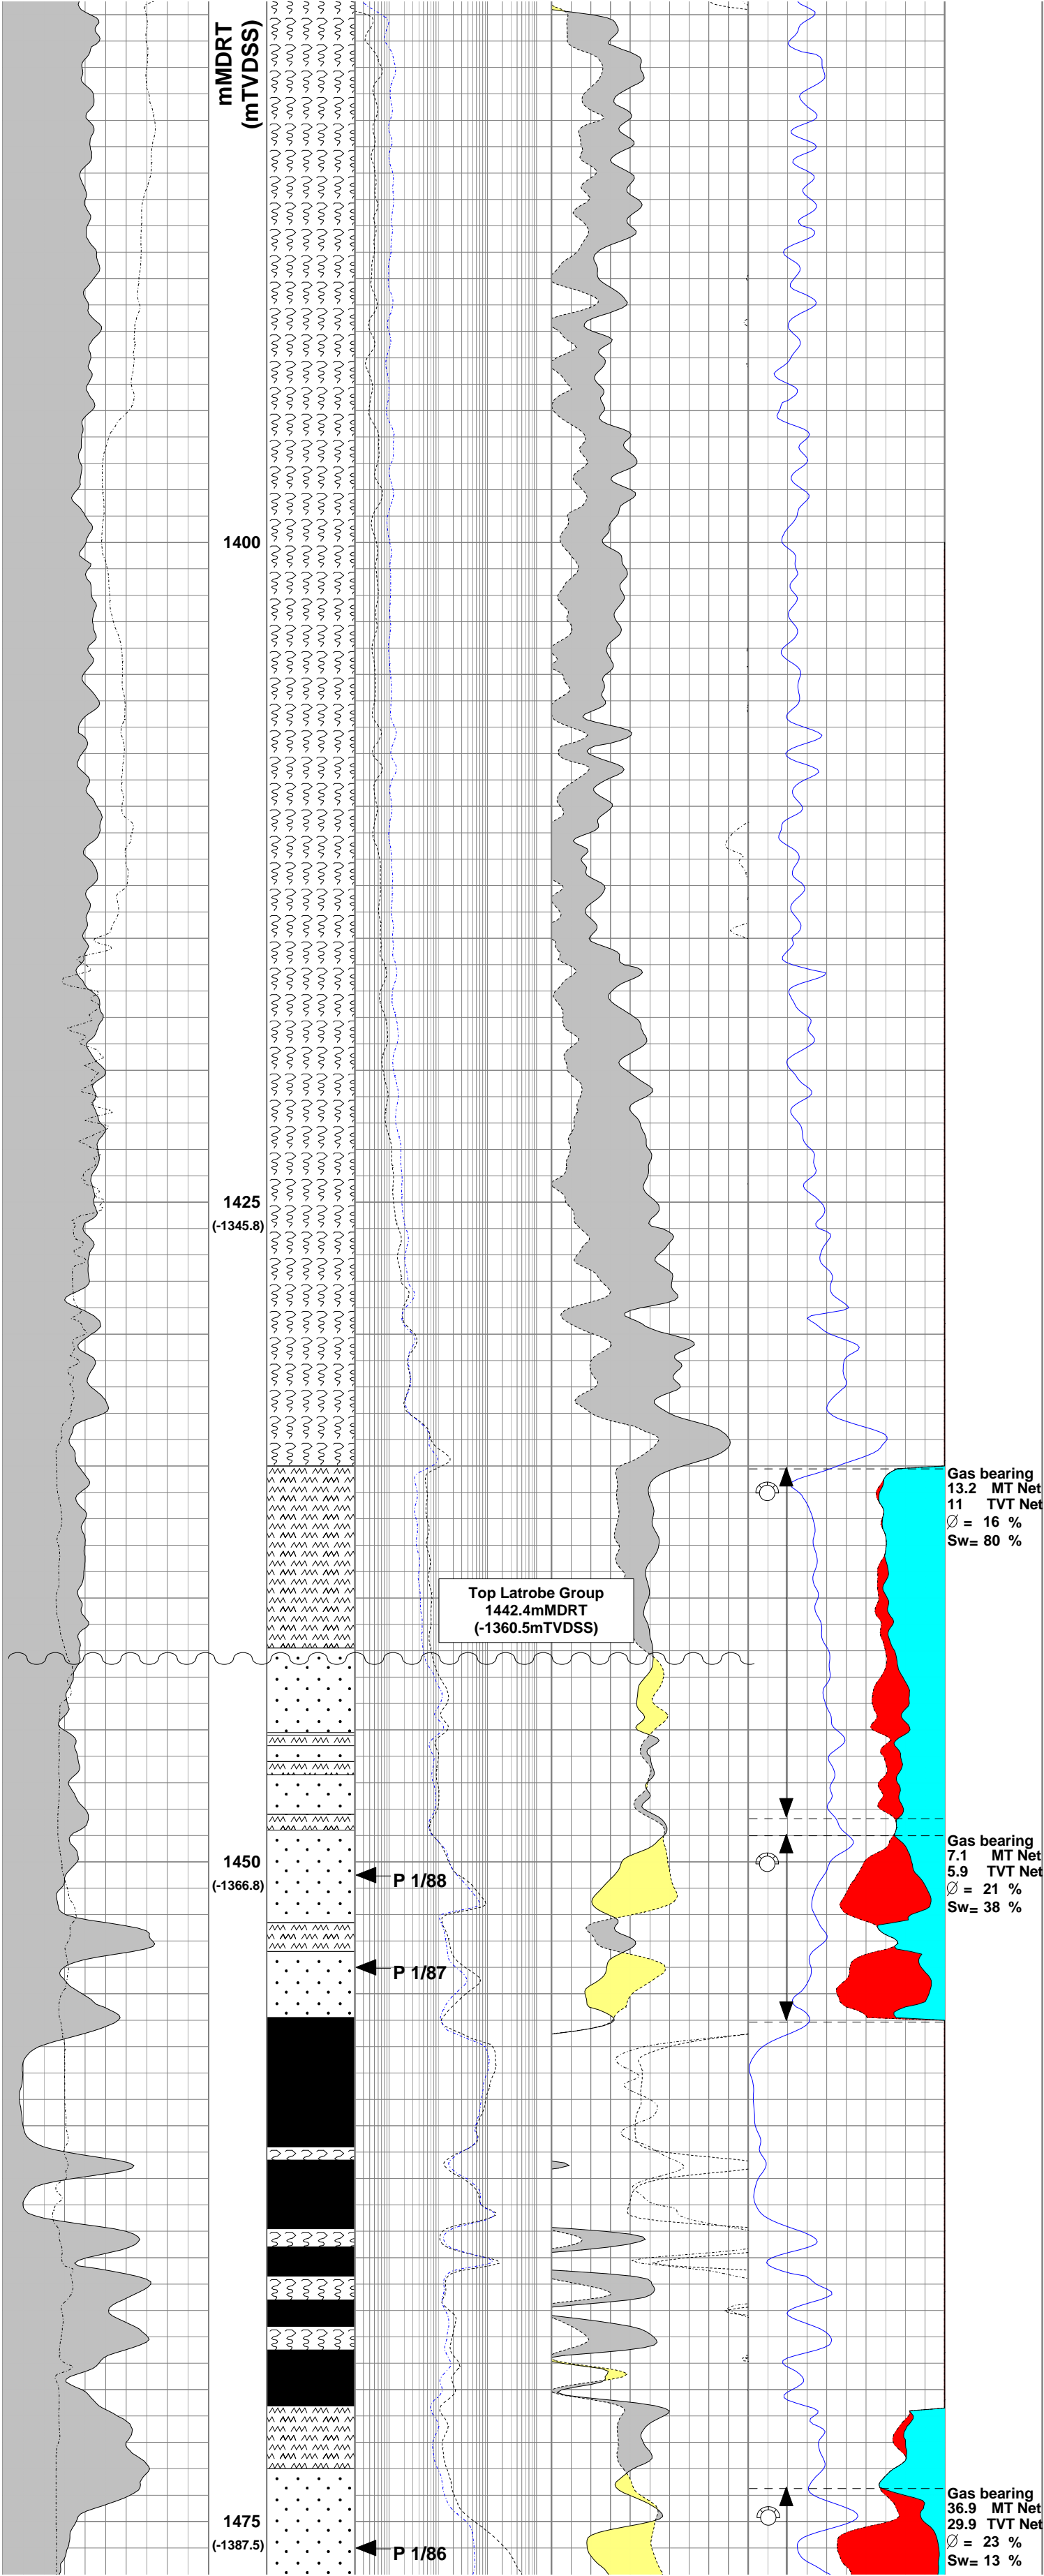 mMDRT
(mTVDSS)
1400
1425
(-1345.8)
Gas bearing
13.2 MT Net
11 TVT Net
Ø = 16 %
Sw= 80 %
Top Latrobe Group
1442.4mMDRT
(-1360.5mTVDSS)
Gas bearing
7.1 MT Net
5.9 TVT Net
Ø = 21 %
Sw= 38 %
1450
(-1366.8)
P 1/88
P 1/87
Gas bearing
36.9 MT Net
29.9 TVT Net
Ø = 23 %
Sw= 13 %
1475
(-1387.5)
P 1/86